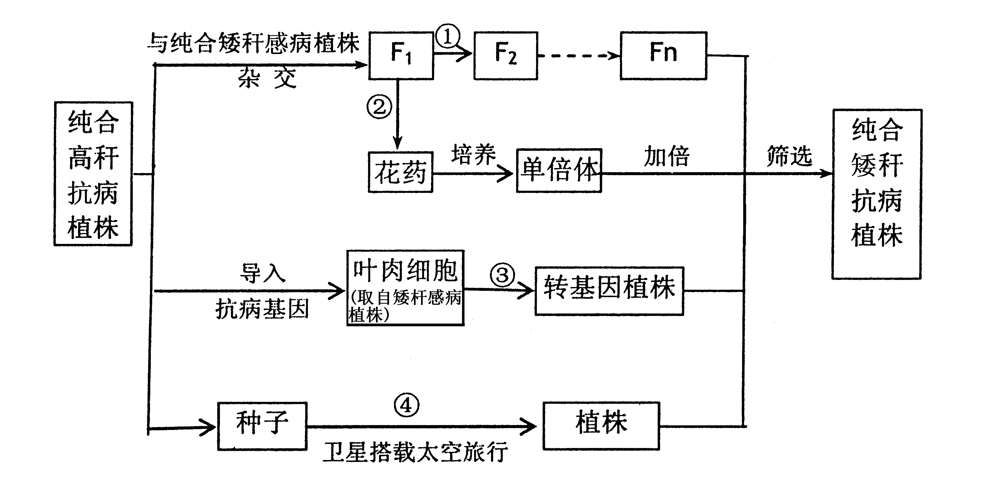 与纯合矮秆感病植株
杂 交
F₁
①
F₂
Fn
②
纯合
高秆
抗病
植株
花药
培养
单倍体
加倍
筛选
纯合
矮秆
抗病
植株
导入
抗病基因
叶肉细胞
(取自矮杆感病
植株)
③
转基因植株
种子
④
卫星搭载太空旅行
植株